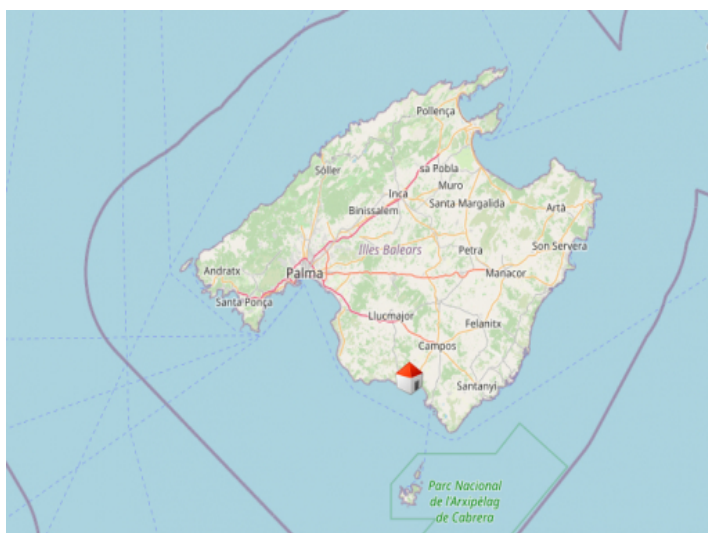 Pollença
sa Pobla
Sóller
Muro
Inca
Santa Margalida
Binissalem
Artà
Illes Balears
Petra
Son Servera
Andratx
Palma
Manacor
Santa Ponça
Llucmajor
Felanitx
Campos
Santanyí
Parc Nacional
de l'Arxipèlag
de Cabrera